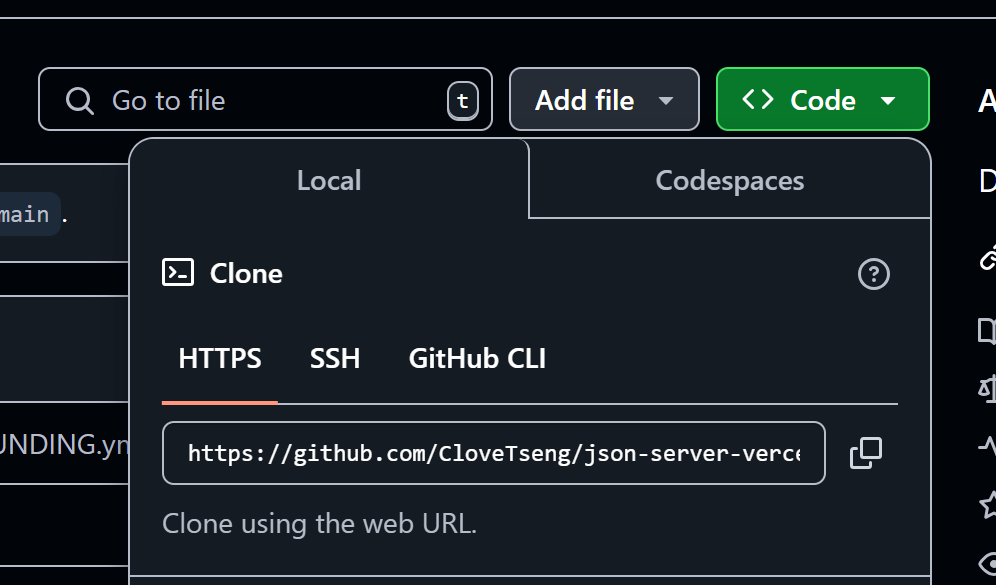 Go to file
t
Add file
Code
Local
Codespaces
main .
Clone
HTTPS
SSH
GitHub CLI
UNDING.ym
https://github.com/CloveTseng/json-server-verce
Clone using the web URL.